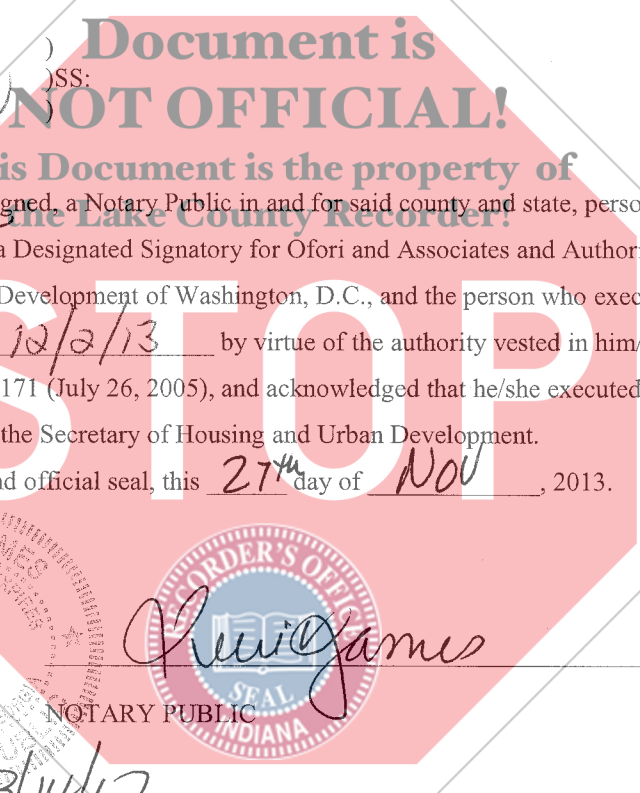 Document is
)
)SS:
NOT OFFICIAL!
)
is Document is the property of
gned, a Notary Public in and for said county and state, perso
the Lake County Recorder!
a Designated Signatory for Ofori and Associates and Authori
Development of Washington, D.C., and the person who exec
STOP
12/2/13 by virtue of the authority vested in him/
171 (July 26, 2005), and acknowledged that he/she executed
the Secretary of Housing and Urban Development.
nd official seal, this 27th day of NOV, 2013.
RECORDER'S OFFICE
James
SEAL
INDIANA
NOTARY PUBLIC